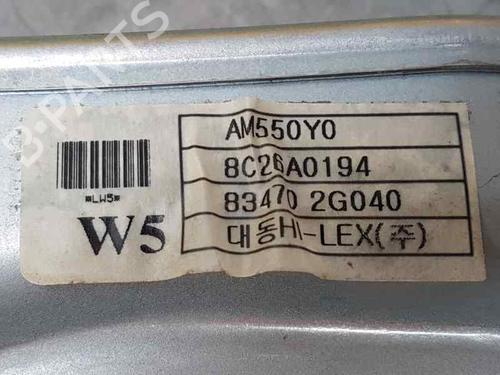 B-PARTS
*LW5*
W5
AM550Y0
8C26A0194
83470 2G040
대동HI-LEX(주)